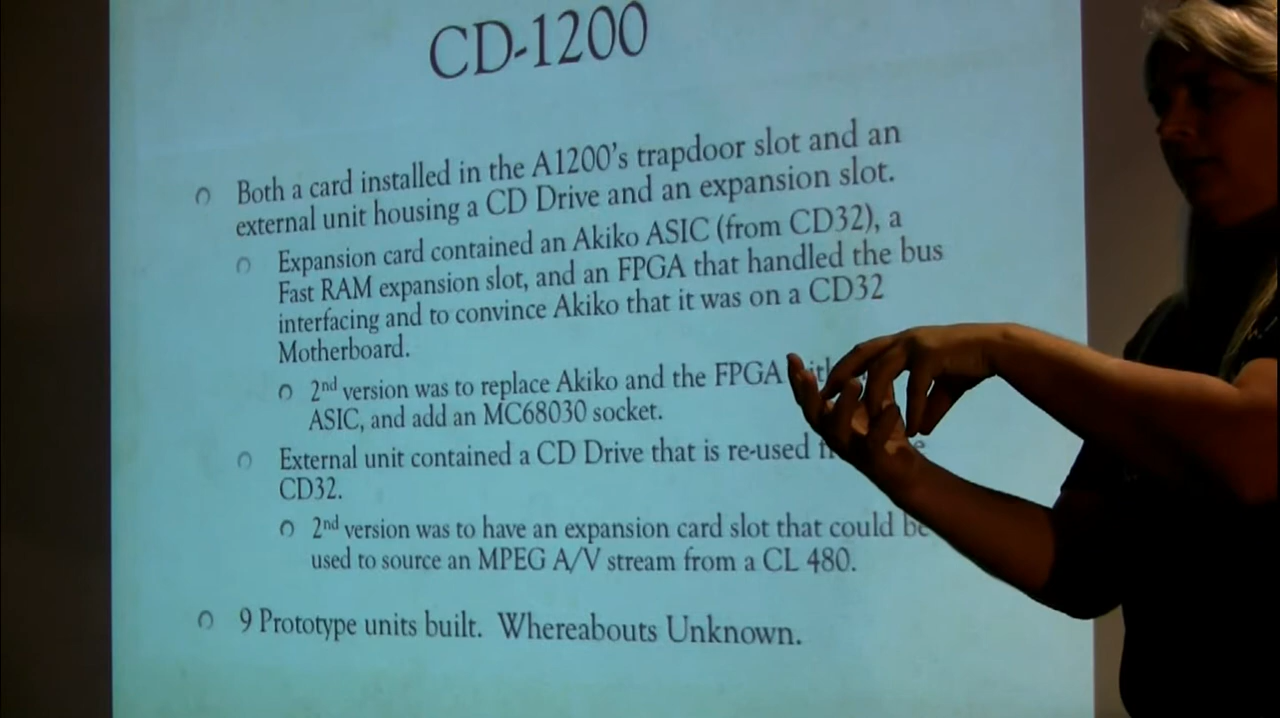 CD-1200
Both a card installed in the A1200's trapdoor slot and an
external unit housing a CD Drive and an expansion slot.
Expansion card contained an Akiko ASIC (from CD32), a
Fast RAM expansion slot, and an FPGA that handled the bus
interfacing and to convince Akiko that it was on a CD32
Motherboard.
2nd version was to replace Akiko and the FPGA
ASIC, and add an MC68030 socket.
External unit contained a CD Drive that is re-used
CD32.
2nd version was to have an expansion card slot that could be
used to source an MPEG A/V stream from a CL 480.
9 Prototype units built. Whereabouts Unknown.